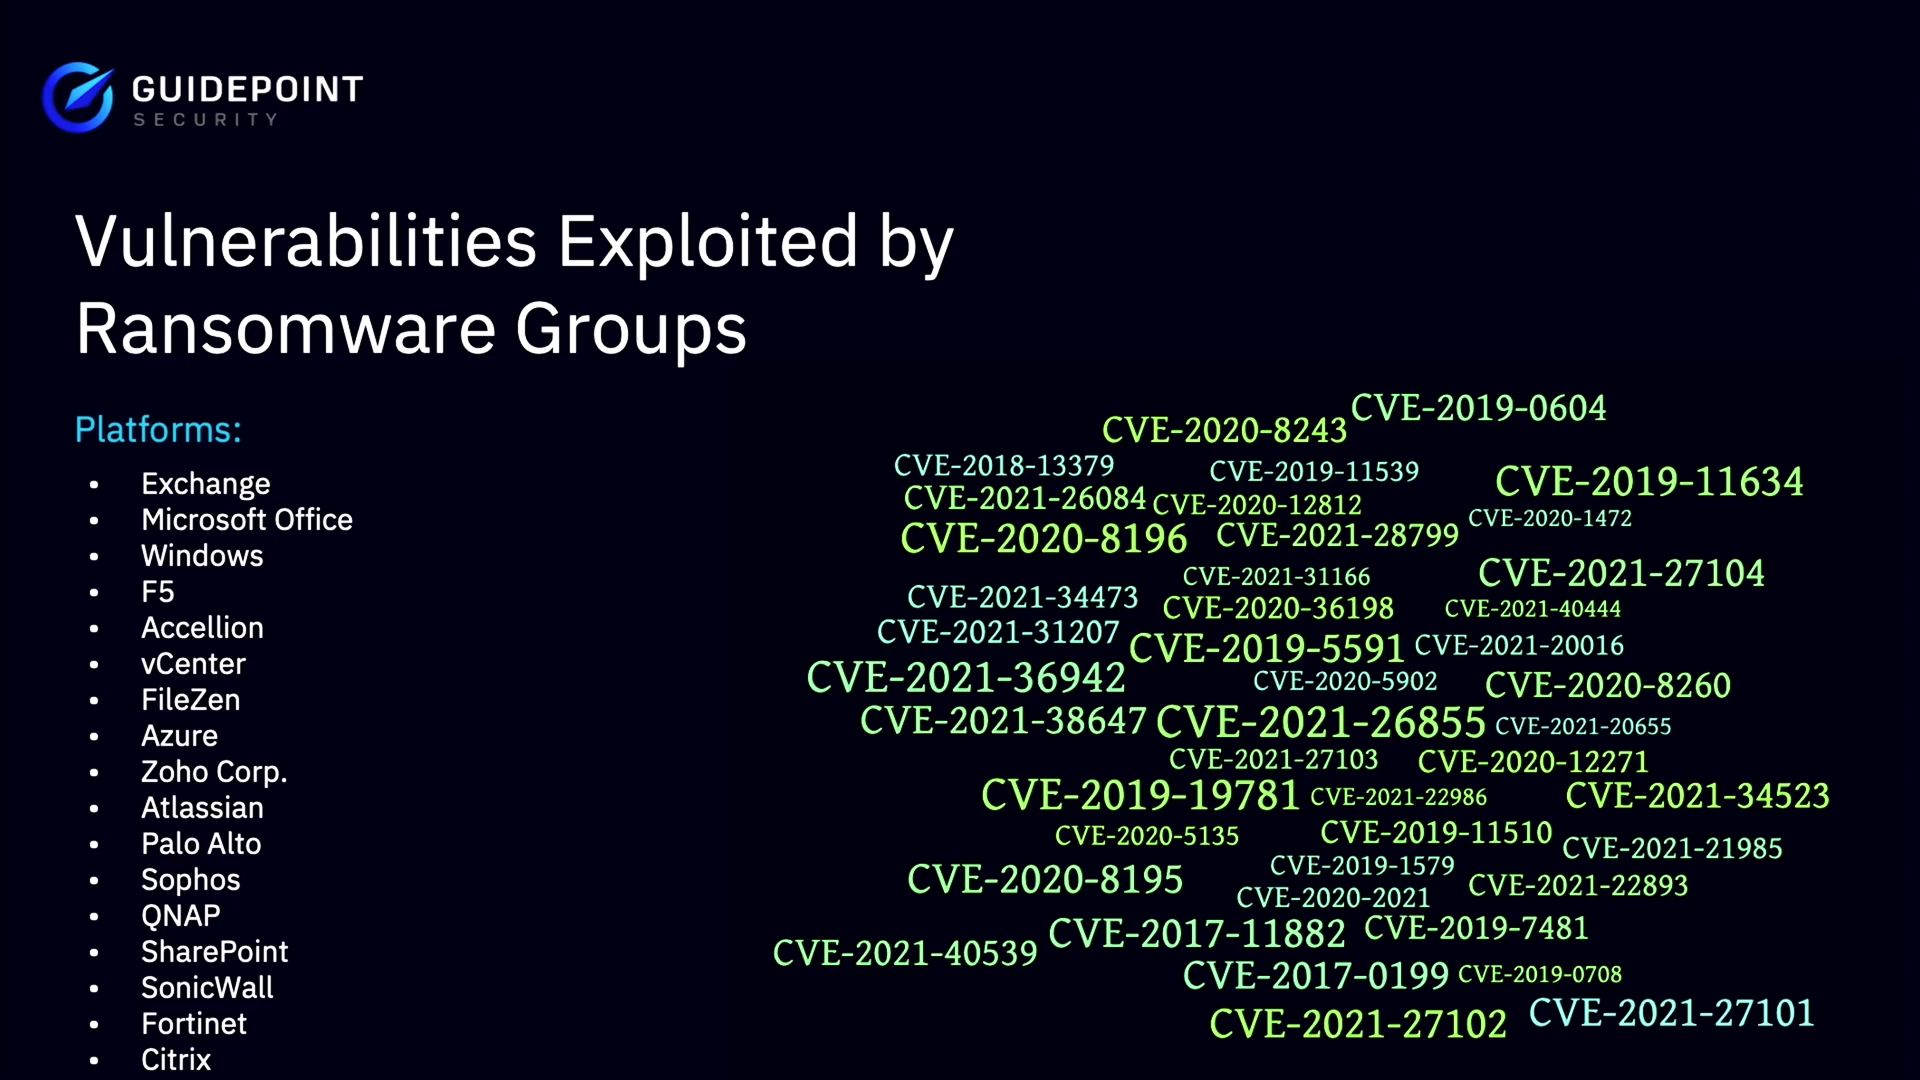 GUIDEPOINT
SECURITY
Vulnerabilities Exploited by
Ransomware Groups
Platforms:
• Exchange
• Microsoft Office
• Windows
• F5
• Accellion
• vCenter
• FileZen
• Azure
• Zoho Corp.
• Atlassian
• Palo Alto
• Sophos
• QNAP
• SharePoint
• SonicWall
• Fortinet
• Citrix
CVE-2019-0604
CVE-2020-8243
CVE-2018-13379
CVE-2019-11539
CVE-2019-11634
CVE-2021-26084
CVE-2020-12812
CVE-2020-1472
CVE-2020-8196
CVE-2021-28799
CVE-2021-31166
CVE-2021-27104
CVE-2021-34473
CVE-2020-36198
CVE-2021-40444
CVE-2021-31207
CVE-2019-5591
CVE-2021-20016
CVE-2021-36942
CVE-2020-5902
CVE-2020-8260
CVE-2021-38647
CVE-2021-26855
CVE-2021-20655
CVE-2021-27103
CVE-2020-12271
CVE-2019-19781
CVE-2021-22986
CVE-2021-34523
CVE-2020-5135
CVE-2019-11510
CVE-2021-21985
CVE-2020-8195
CVE-2019-1579
CVE-2021-22893
CVE-2020-2021
CVE-2017-11882
CVE-2019-7481
CVE-2021-40539
CVE-2017-0199
CVE-2019-0708
CVE-2021-27102
CVE-2021-27101